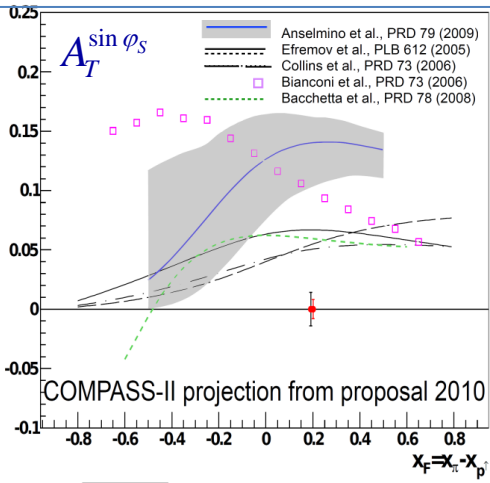 0.25
0.2
0.15
0.1
0.05
0
-0.05
-0.1
A_T^{sin φ_S}
Anselmino et al., PRD 79 (2009)
Efremov et al., PLB 612 (2005)
Collins et al., PRD 73 (2006)
Bianconi et al., PRD 73 (2006)
Bacchetta et al., PRD 78 (2008)
COMPASS-II projection from proposal 2010
-0.8 -0.6 -0.4 -0.2 0 0.2 0.4 0.6 0.8
x_F=x_π-x_p↑